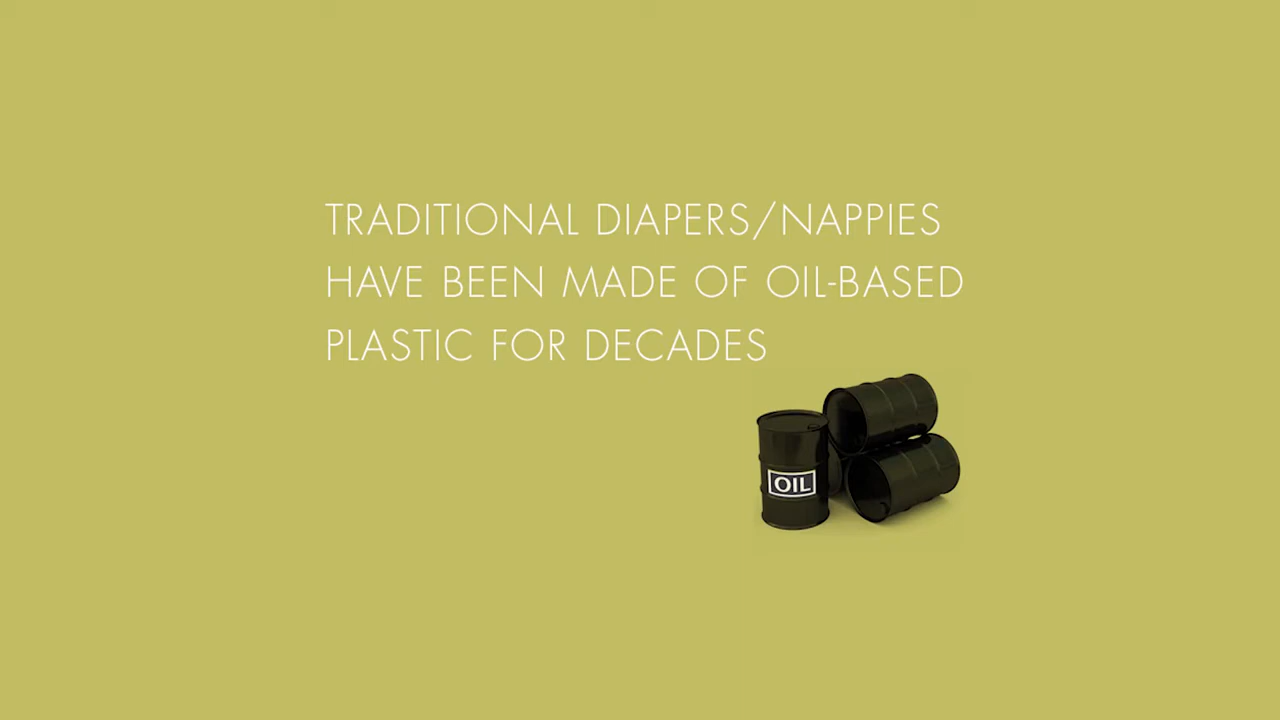 TRADITIONAL DIAPERS/NAPPIES
HAVE BEEN MADE OF OIL-BASED
PLASTIC FOR DECADES
OIL